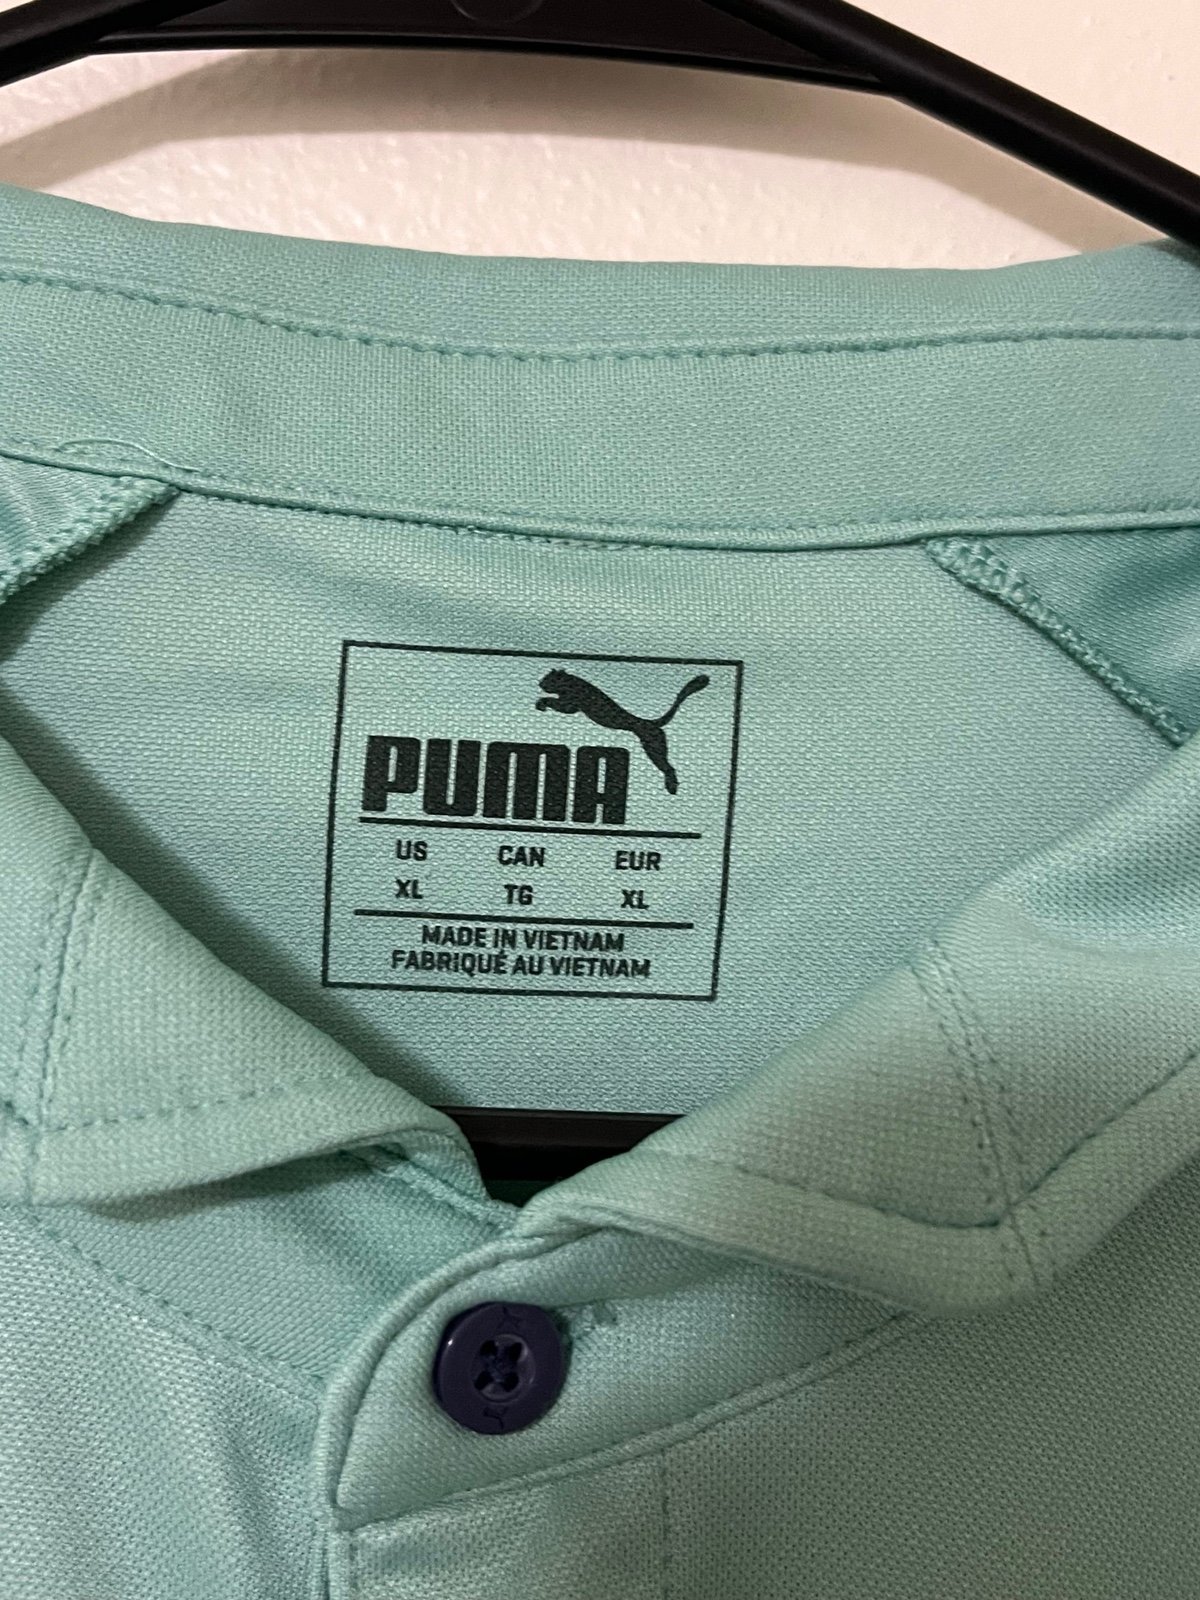 PUMA
US CAN EUR
XL TG XL
MADE IN VIETNAM
FABRIQUÉ AU VIETNAM